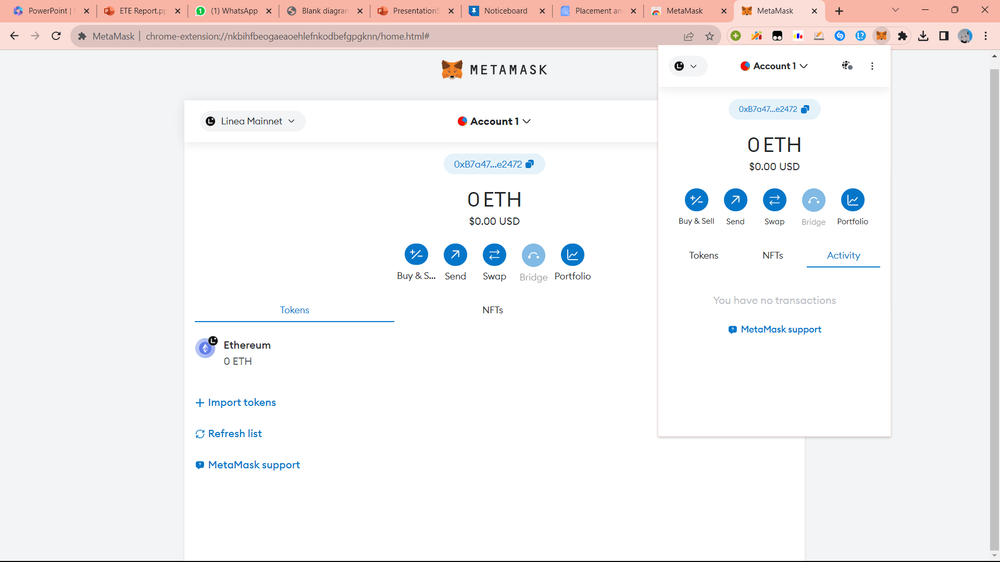 PowerPoint |
ETE Report.pp
(1) WhatsApp
Blank diagram
Presentation5
Noticeboard
Placement an
MetaMask
MetaMask
MetaMask | chrome-extension://nkbihfbeogaeaoehlefnkodbefgpgknn/home.html#
METAMASK
Linea Mainnet
Account 1
0xB7a47...e2472
0 ETH
$0.00 USD
Buy & S...
Send
Swap
Bridge
Portfolio
Tokens
NFTs
Ethereum
0 ETH
+ Import tokens
Refresh list
MetaMask support
Account 1
0xB7a47...e2472
0 ETH
$0.00 USD
Buy & Sell
Send
Swap
Bridge
Portfolio
Tokens
NFTs
Activity
You have no transactions
MetaMask support